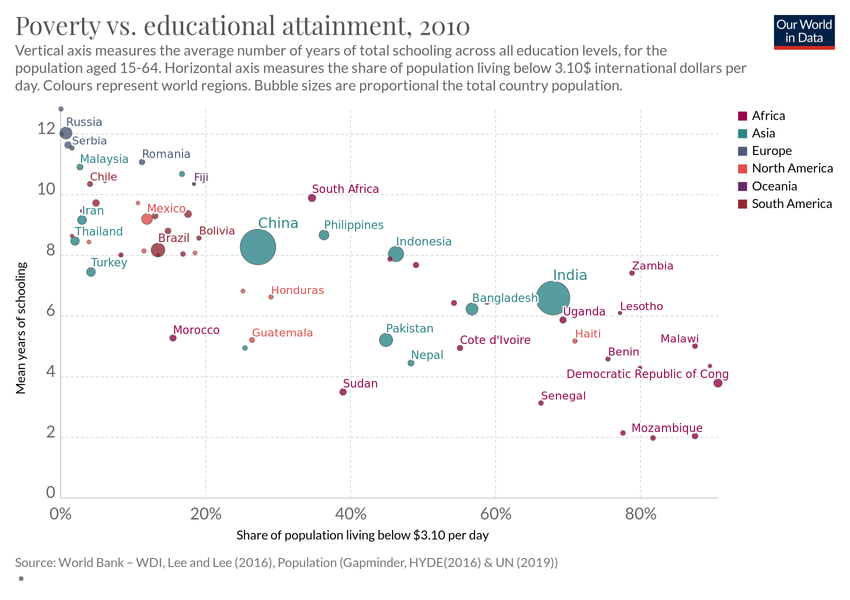 Poverty vs. educational attainment, 2010
Our World
in Data
Vertical axis measures the average number of years of total schooling across all education levels, for the
population aged 15-64. Horizontal axis measures the share of population living below 3.10$ international dollars per
day. Colours represent world regions. Bubble sizes are proportional the total country population.
Africa
Asia
Europe
North America
Oceania
South America
Mean years of schooling
12
10
8
6
4
2
0
Russia
Serbia
Romania
Malaysia
Chile
Fiji
South Africa
Iran
Mexico
China
Philippines
Thailand
Brazil
Bolivia
Indonesia
Turkey
India
Zambia
Honduras
Bangladesh
Uganda
Lesotho
Morocco
Guatemala
Pakistan
Cote d'Ivoire
Haiti
Malawi
Nepal
Benin
Sudan
Democratic Republic of Cong
Senegal
Mozambique
0%
20%
40%
60%
80%
Share of population living below $3.10 per day
Source: World Bank – WDI, Lee and Lee (2016), Population (Gapminder, HYDE(2016) & UN (2019))